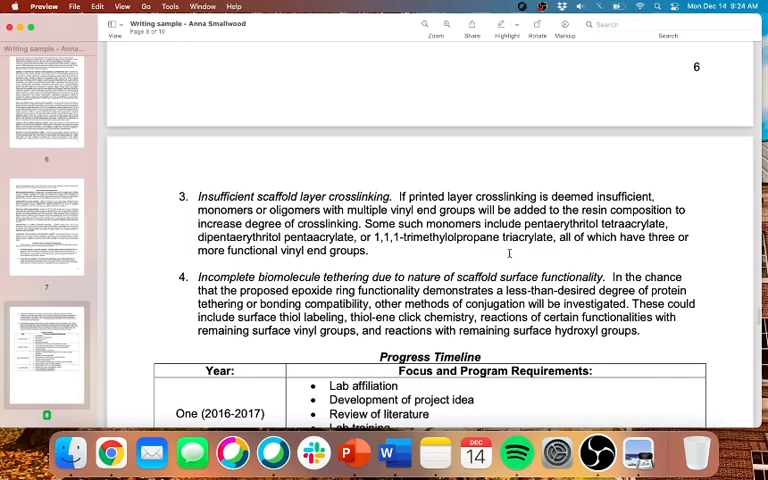 Preview File Edit View Go Tools Window Help Mon Dec 14 9:24 AM
Writing sample - Anna Smallwood
Page 8 of 10
Search
View Zoom Share Highlight Rotate Markup Search
Writing sample - Anna...
6
7
8
6
3. Insufficient scaffold layer crosslinking. If printed layer crosslinking is deemed insufficient,
monomers or oligomers with multiple vinyl end groups will be added to the resin composition to
increase degree of crosslinking. Some such monomers include pentaerythritol tetraacrylate,
dipentaerythritol pentaacrylate, or 1,1,1-trimethylolpropane triacrylate, all of which have three or
more functional vinyl end groups.
4. Incomplete biomolecule tethering due to nature of scaffold surface functionality. In the chance
that the proposed epoxide ring functionality demonstrates a less-than-desired degree of protein
tethering or bonding compatibility, other methods of conjugation will be investigated. These could
include surface thiol labeling, thiol-ene click chemistry, reactions of certain functionalities with
remaining surface vinyl groups, and reactions with remaining surface hydroxyl groups.
Progress Timeline
Year: Focus and Program Requirements:
• Lab affiliation
• Development of project idea
One (2016-2017) • Review of literature
• Lab training
DEC
14